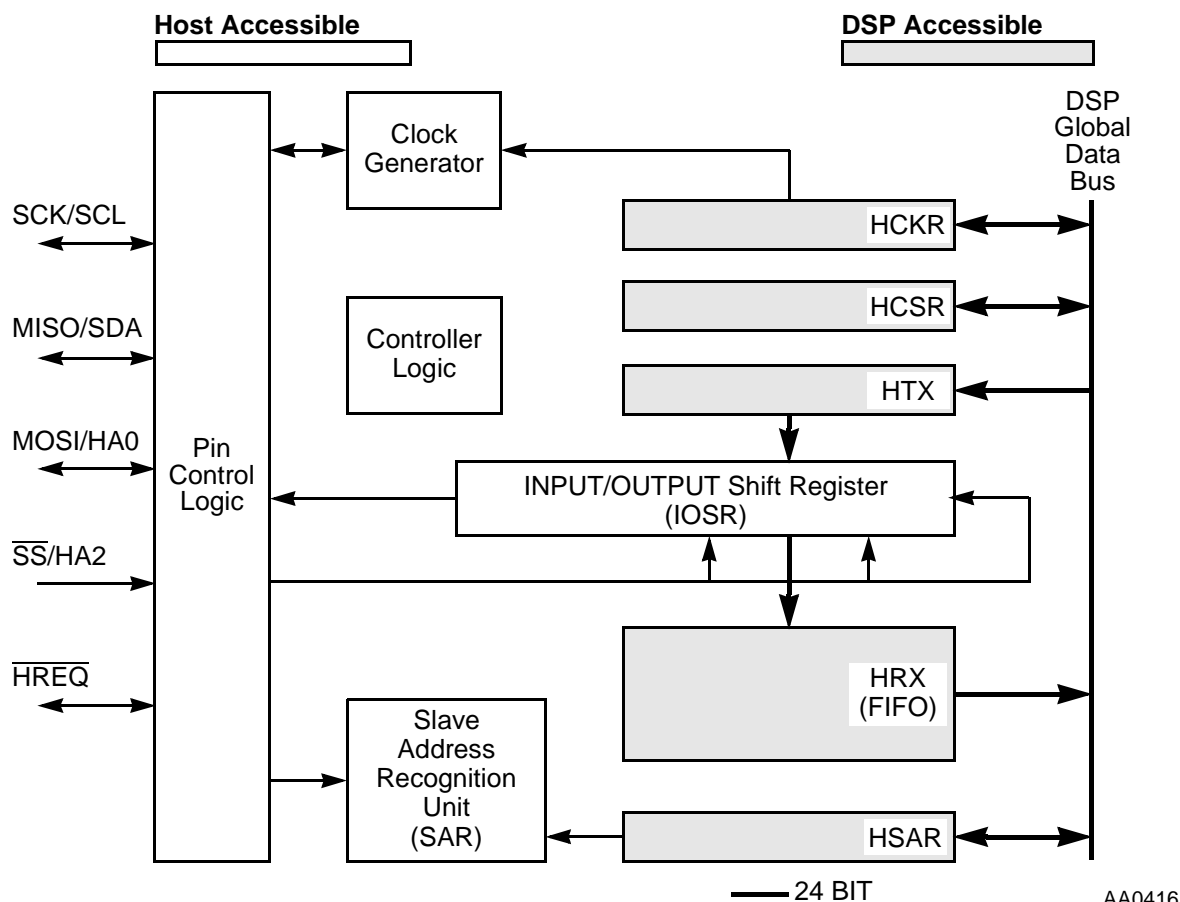 Host Accessible
DSP Accessible
DSP
Global
Data
Bus
Clock
Generator
SCK/SCL
HCKR
MISO/SDA
Controller
Logic
HCSR
HTX
MOSI/HA0
Pin
Control
Logic
INPUT/OUTPUT Shift Register
(IOSR)
S̅S̅/HA2
H̅R̅E̅Q̅
HRX
(FIFO)
Slave
Address
Recognition
Unit
(SAR)
HSAR
24 BIT
AA0416